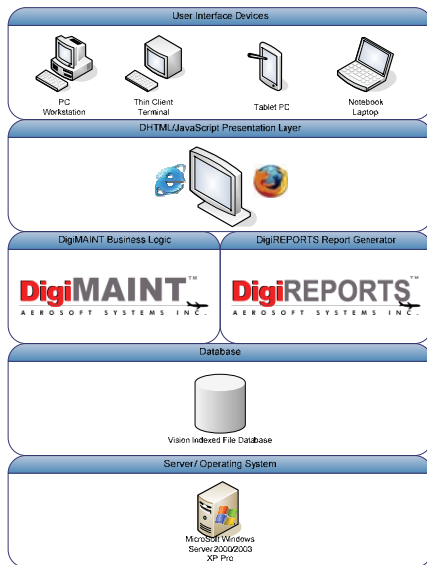 User Interface Devices
PC
Workstation
Thin Client
Terminal
Tablet PC
Notebook
Laptop
DHTML/JavaScript Presentation Layer
DigiMAINT Business Logic
DigiREPORTS Report Generator
DigiMAINT™
AEROSOFT SYSTEMS INC.
DigiREPORTS™
AEROSOFT SYSTEMS INC.
Database
Vision Indexed File Database
Server / Operating System
MicroSoft Windows
Server 2000/2003
XP Pro